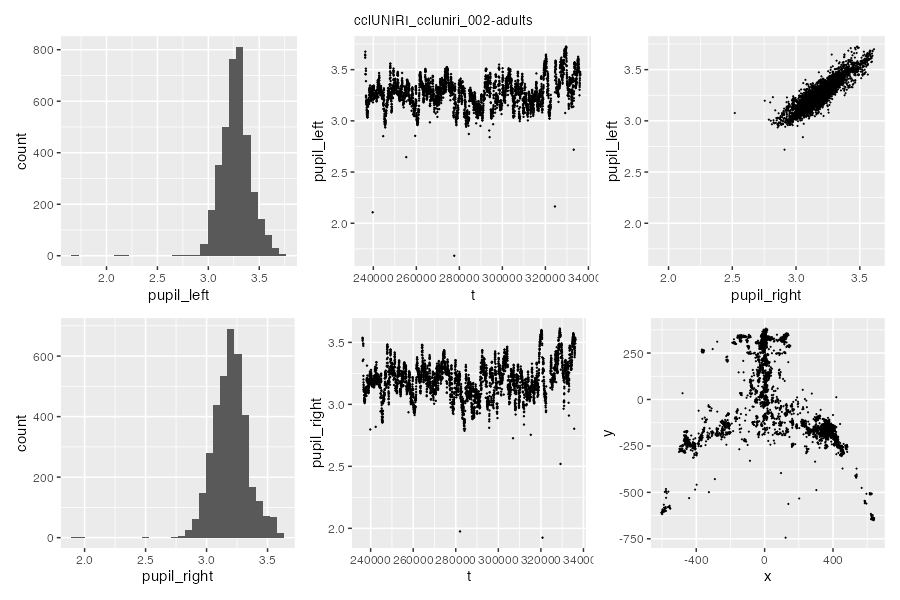 cclUNIRI_ccluniri_002-adults
count
800
600
400
200
0
2.0 2.5 3.0 3.5
pupil_left
pupil_left
3.5
3.0
2.5
2.0
240000 260000 280000 300000 320000 340000
t
pupil_left
3.5
3.0
2.5
2.0
2.0 2.5 3.0 3.5
pupil_right
count
600
400
200
0
2.0 2.5 3.0 3.5
pupil_right
pupil_right
3.5
3.0
2.5
2.0
240000 260000 280000 300000 320000 34000
t
y
250
0
-250
-500
-750
-400 0 400
x